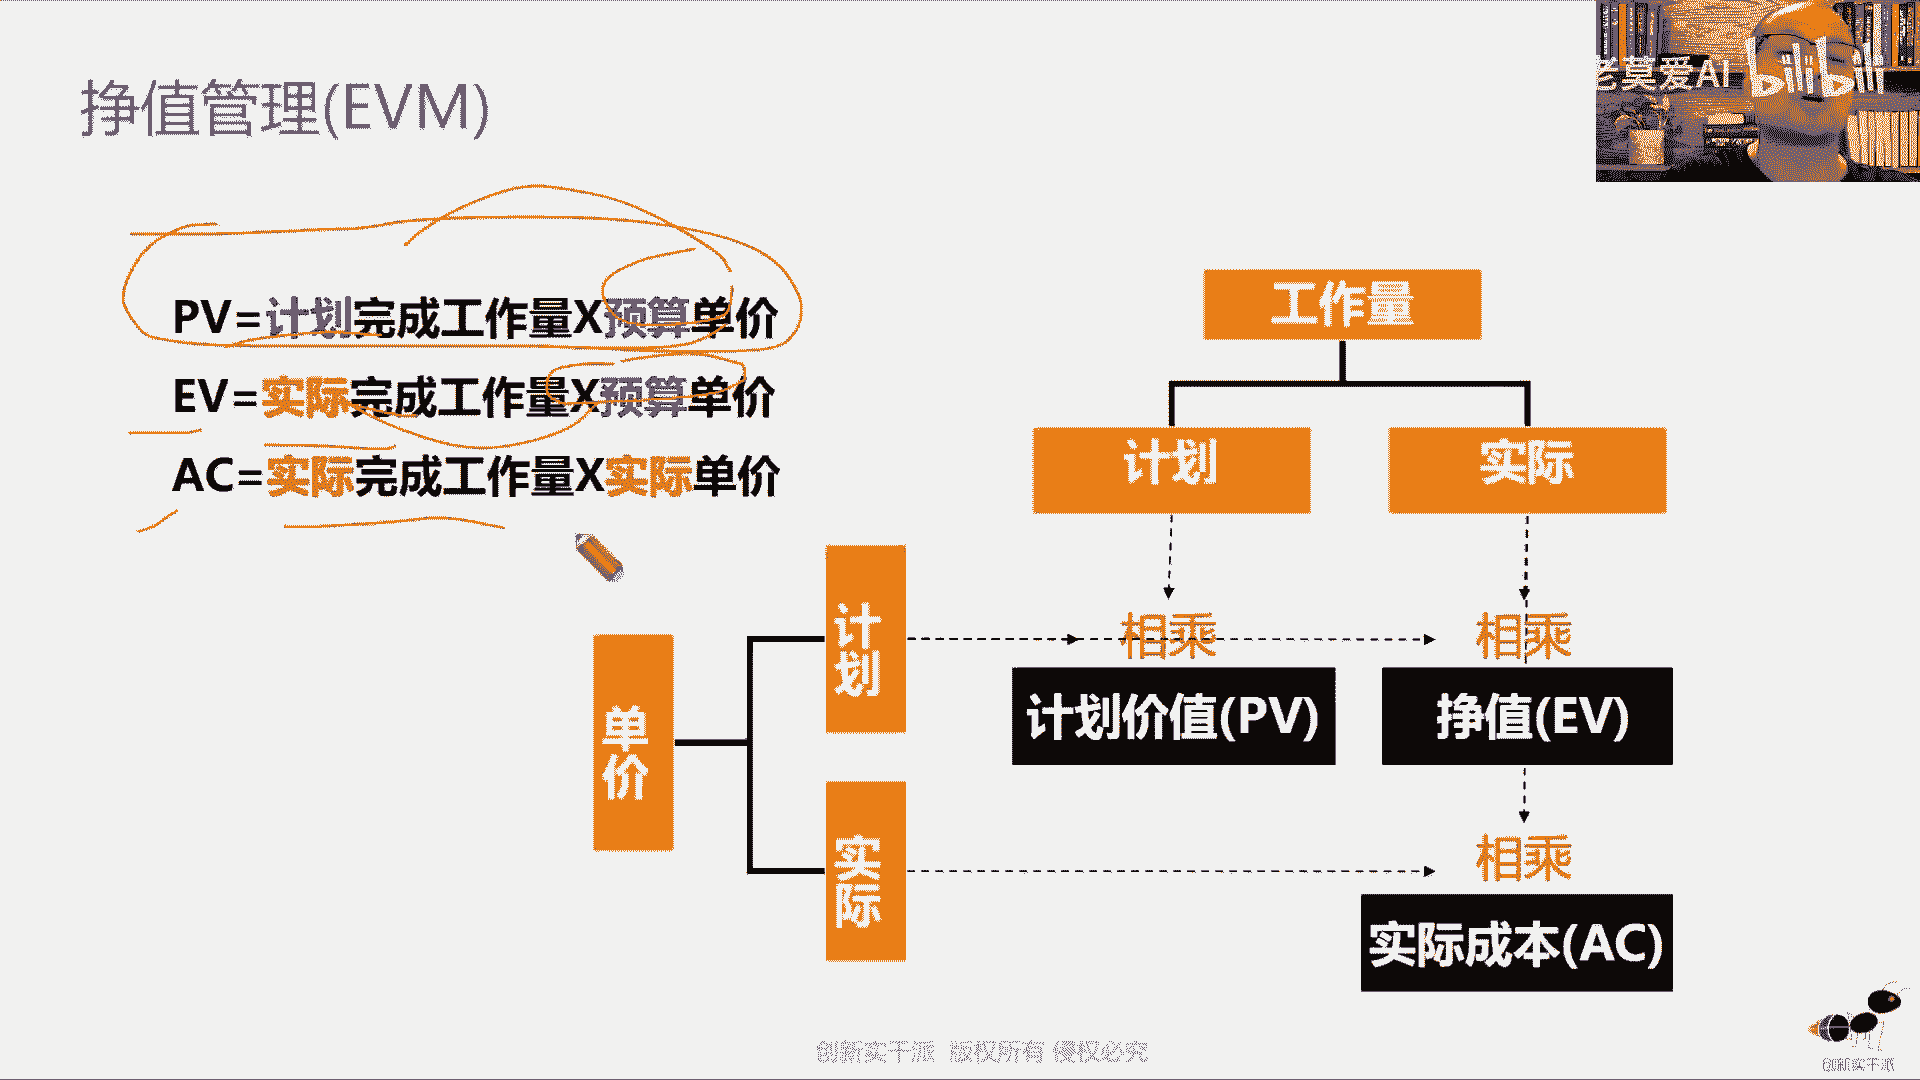 挣值管理(EVM)
老莫爱AI
bilibili
PV=计划完成工作量X预算单价
EV=实际完成工作量X预算单价
AC=实际完成工作量X实际单价
工作量
计划
实际
单价
计划
实际
相乘
相乘
计划价值(PV)
挣值(EV)
相乘
实际成本(AC)
创新实干派 版权所有 侵权必究
创新实干派